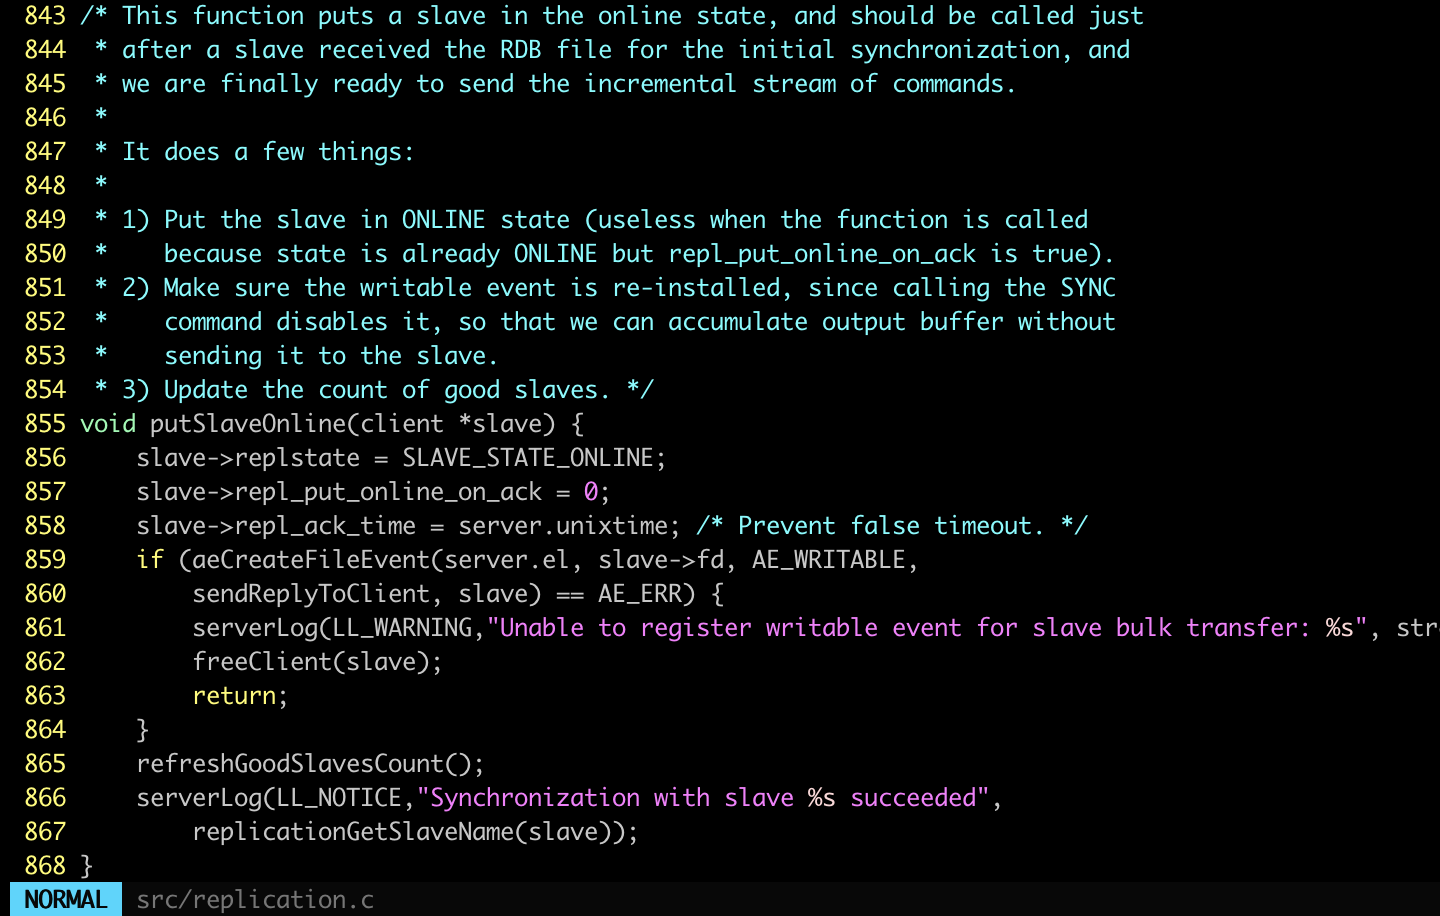 843 /* This function puts a slave in the online state, and should be called just
844  * after a slave received the RDB file for the initial synchronization, and
845  * we are finally ready to send the incremental stream of commands.
846  *
847  * It does a few things:
848  *
849  * 1) Put the slave in ONLINE state (useless when the function is called
850  *    because state is already ONLINE but repl_put_online_on_ack is true).
851  * 2) Make sure the writable event is re-installed, since calling the SYNC
852  *    command disables it, so that we can accumulate output buffer without
853  *    sending it to the slave.
854  * 3) Update the count of good slaves. */
855 void putSlaveOnline(client *slave) {
856     slave->replstate = SLAVE_STATE_ONLINE;
857     slave->repl_put_online_on_ack = 0;
858     slave->repl_ack_time = server.unixtime; /* Prevent false timeout. */
859     if (aeCreateFileEvent(server.el, slave->fd, AE_WRITABLE,
860         sendReplyToClient, slave) == AE_ERR) {
861         serverLog(LL_WARNING,"Unable to register writable event for slave bulk transfer: %s", stre
862         freeClient(slave);
863         return;
864     }
865     refreshGoodSlavesCount();
866     serverLog(LL_NOTICE,"Synchronization with slave %s succeeded",
867         replicationGetSlaveName(slave));
868 }
NORMAL src/replication.c